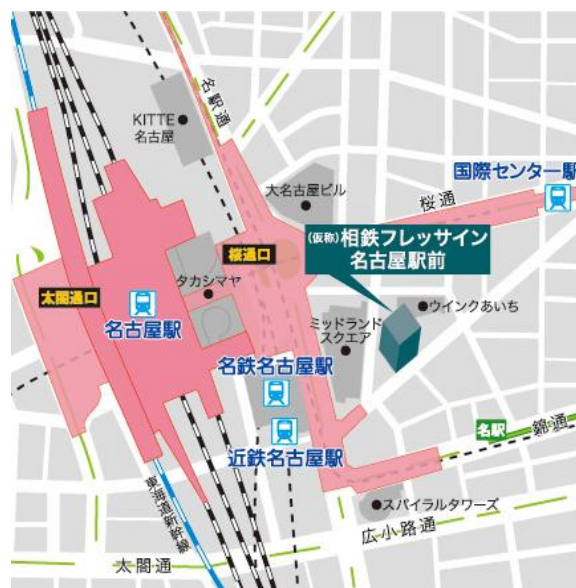 KITTE
名古屋
名駅通
大名古屋ビル
国際センター駅
桜通
(仮称)相鉄フレッサイン
名古屋駅前
桜通口
太閤通口
タカシマヤ
ウインクあいち
名古屋駅
ミッドランド
スクエア
名鉄名古屋駅
名駅
錦通
近鉄名古屋駅
東海道新幹線
スパイラルタワーズ
広小路通
太閤通